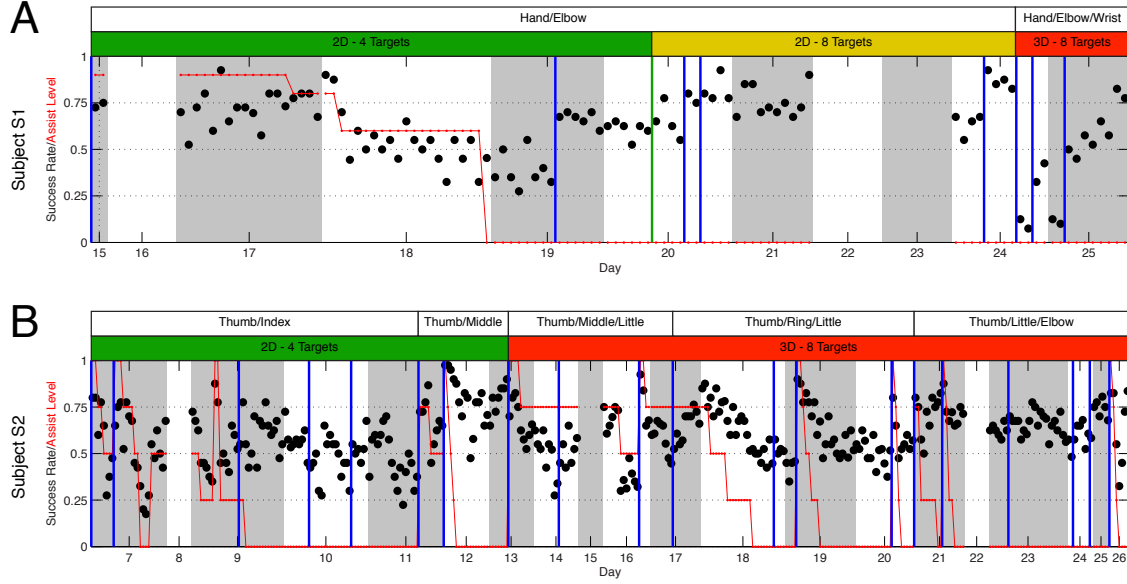 A
Hand/Elbow
Hand/Elbow/Wrist
2D - 4 Targets
2D - 8 Targets
3D - 8 Targets
Subject S1
Success Rate/Assist Level
1
0.75
0.5
0.25
0
15 16 17 18 19 20 21 22 23 24 25
Day
B
Thumb/Index
Thumb/Middle
Thumb/Middle/Little
Thumb/Ring/Little
Thumb/Little/Elbow
2D - 4 Targets
3D - 8 Targets
Subject S2
Success Rate/Assist Level
1
0.75
0.5
0.25
0
7 8 9 10 11 12 13 14 15 16 17 18 19 20 21 22 23 24 25 26
Day